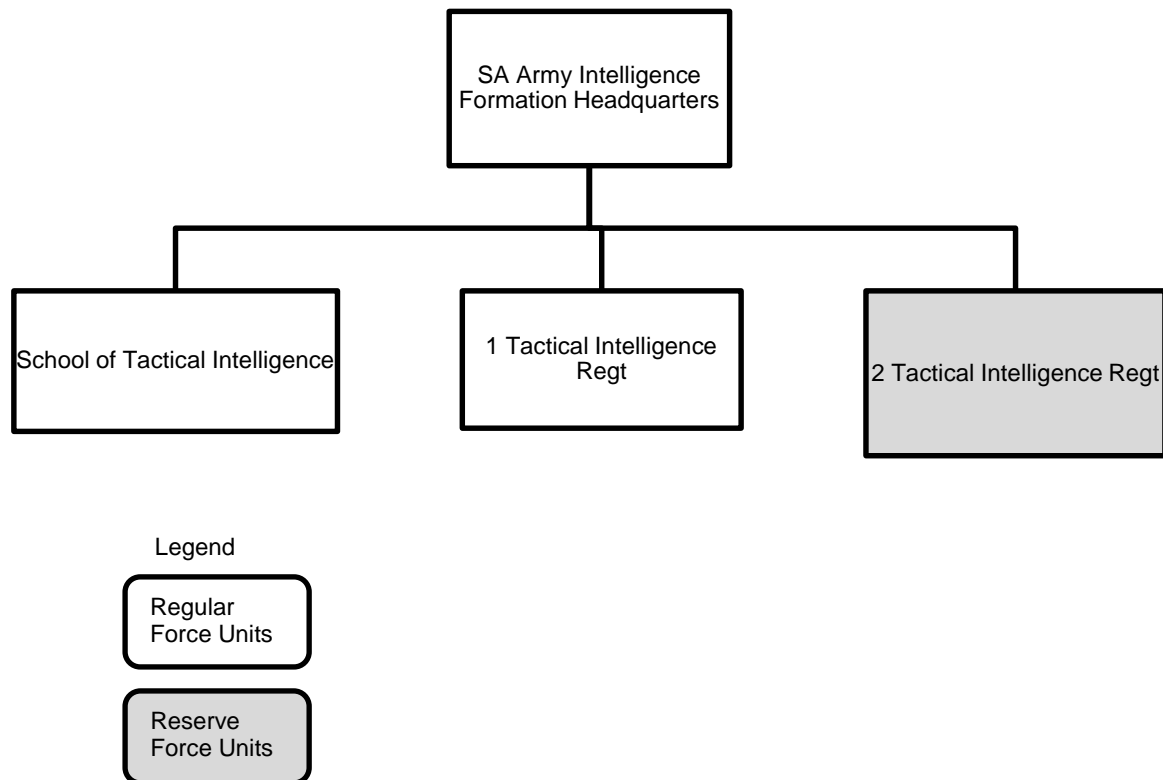 SA Army Intelligence
Formation Headquarters
School of Tactical Intelligence
1 Tactical Intelligence
Regt
2 Tactical Intelligence Regt
Legend
Regular
Force Units
Reserve
Force Units